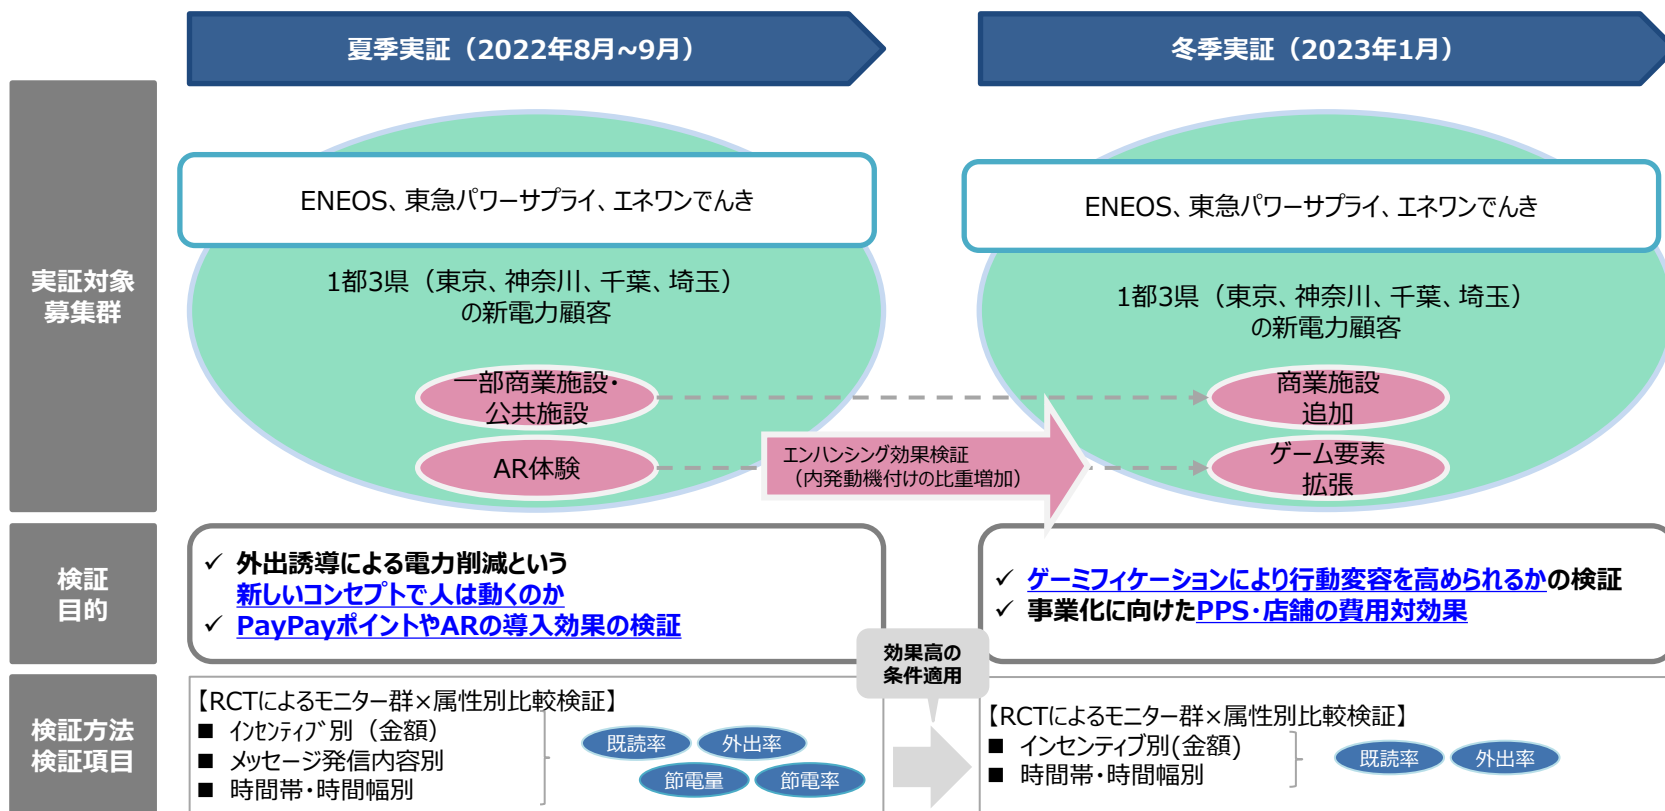 夏季実証（2022年8月~9月）
冬季実証（2023年1月）
実証対象
募集群
ENEOS、東急パワーサプライ、エネワンでんき
1都3県（東京、神奈川、千葉、埼玉）
の新電力顧客
一部商業施設・
公共施設
AR体験
エンハンシング効果検証
（内発動機付けの比重増加）
ENEOS、東急パワーサプライ、エネワンでんき
1都3県（東京、神奈川、千葉、埼玉）
の新電力顧客
商業施設
追加
ゲーム要素
拡張
検証
目的
✓ 外出誘導による電力削減という
新しいコンセプトで人は動くのか
✓ PayPayポイントやARの導入効果の検証
✓ ゲーミフィケーションにより行動変容を高められるかの検証
✓ 事業化に向けたPPS・店舗の費用対効果
効果高の
条件適用
検証方法
検証項目
【RCTによるモニター群×属性別比較検証】
■ インセンティブ別（金額）
■ メッセージ発信内容別
■ 時間帯・時間幅別
既読率
外出率
節電量
節電率
【RCTによるモニター群×属性別比較検証】
■ インセンティブ別(金額)
■ 時間帯・時間幅別
既読率
外出率